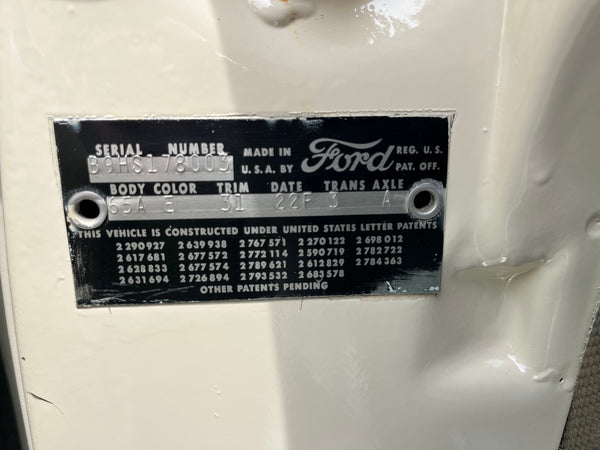 SERIAL NUMBER
B9HS178003
MADE IN
U.S.A. BY
Ford
REG. U.S.
PAT. OFF.
BODY COLOR TRIM DATE TRANS AXLE
65A E 31 22F 3 A
THIS VEHICLE IS CONSTRUCTED UNDER UNITED STATES LETTER PATENTS
2 290927 2 639 938 2 767 571 2 270 122 2 698 012
2 617 681 2 677 572 2 772 114 2 590 719 2 782 722
2 628 833 2 677 574 2 789 621 2 612 829 2 784 363
2 631 694 2 726 894 2 793 532 2 683 578
OTHER PATENTS PENDING